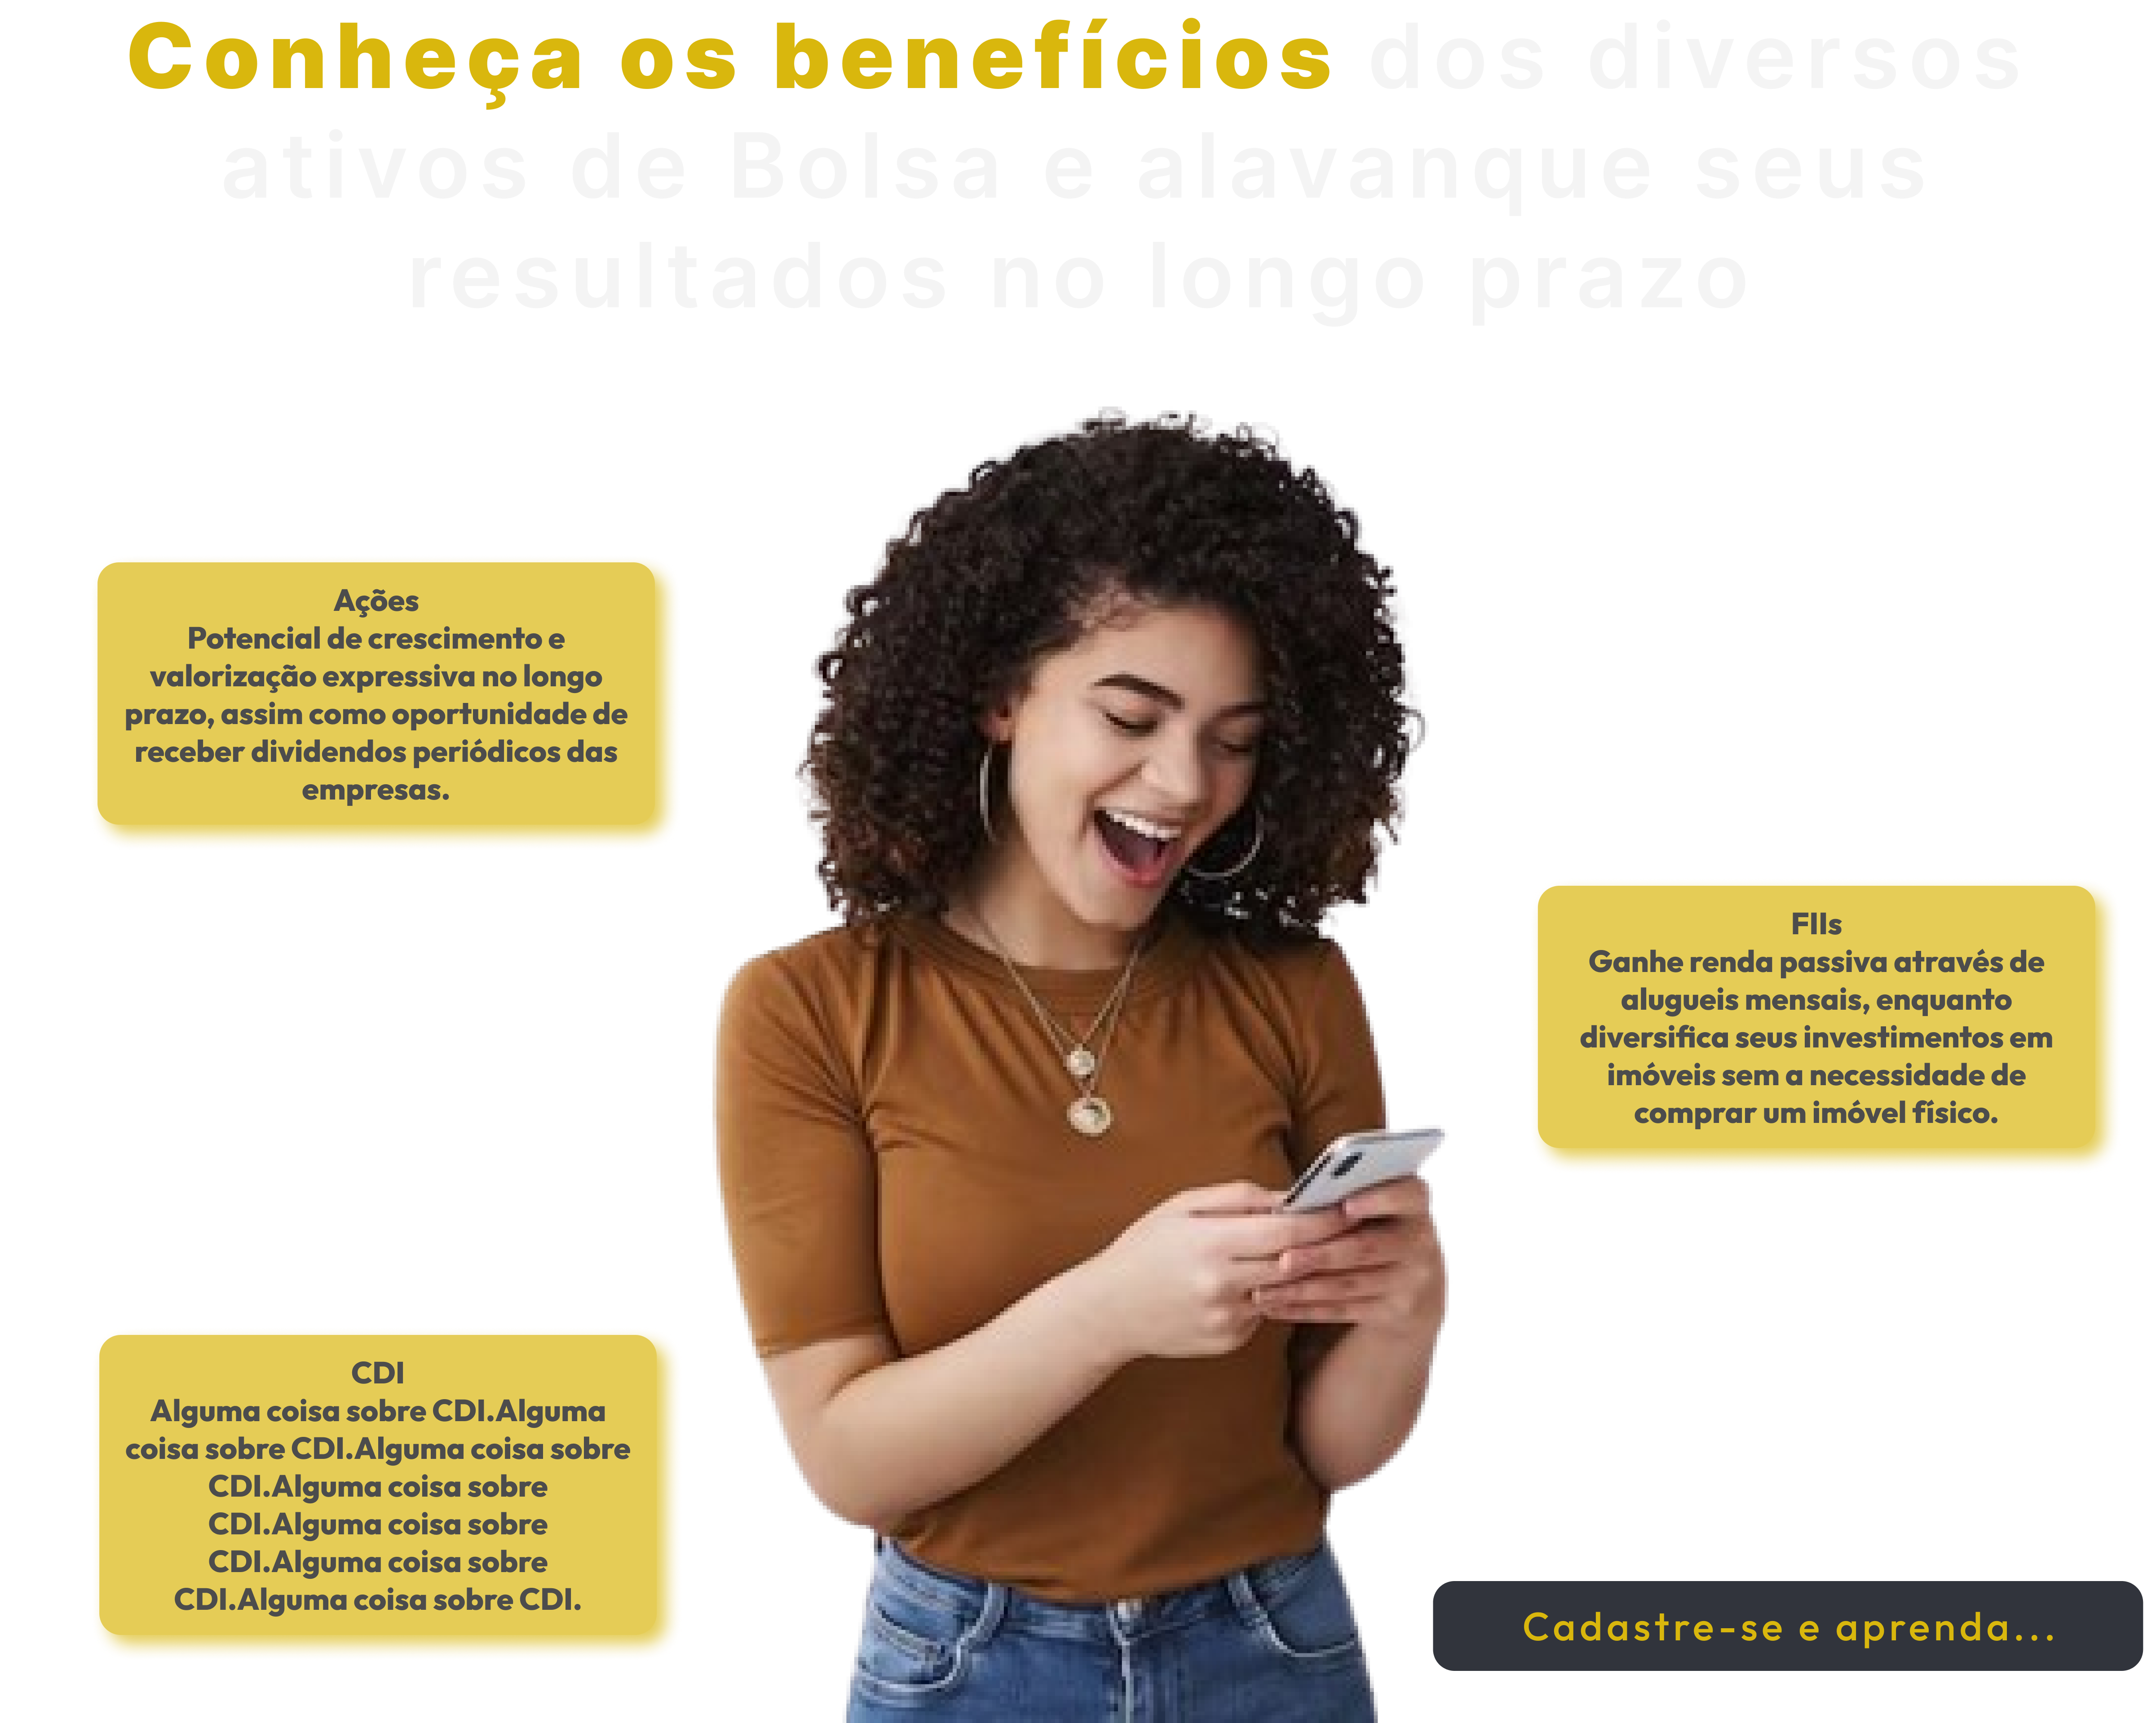 Conheça os benefícios dos diversos
ativos de Bolsa e alavanque seus
resultados no longo prazo
Ações
Potencial de crescimento e
valorização expressiva no longo
prazo, assim como oportunidade de
receber dividendos periódicos das
empresas.
FIIs
Ganhe renda passiva através de
alugueis mensais, enquanto
diversifica seus investimentos em
imóveis sem a necessidade de
comprar um imóvel físico.
CDI
Alguma coisa sobre CDI.Alguma
coisa sobre CDI.Alguma coisa sobre
CDI.Alguma coisa sobre
CDI.Alguma coisa sobre
CDI.Alguma coisa sobre
CDI.Alguma coisa sobre CDI.
Cadastre-se e aprenda...